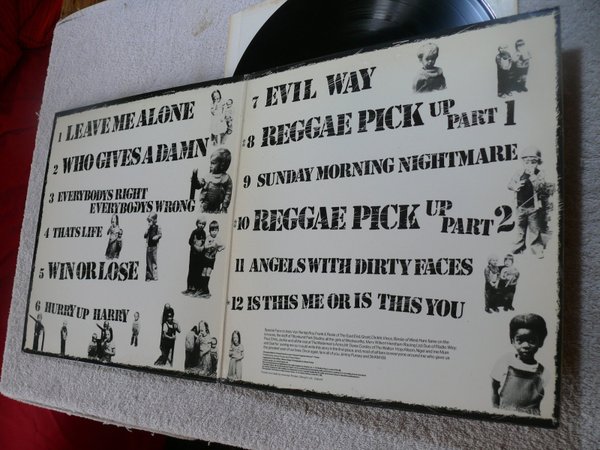 1 LEAVE ME ALONE
2 WHO GIVES A DAMN
3 EVERYBODYS RIGHT
EVERYBODYS WRONG
4 THATS LIFE
5 WIN OR LOSE
6 HURRY UP HARRY
7 EVIL WAY
*8 REGGAE PICK UP PART 1
9 SUNDAY MORNING NIGHTMARE
*10 REGGAE PICK UP PART 2
11 ANGELS WITH DIRTY FACES
*12 IS THIS ME OR IS THIS YOU